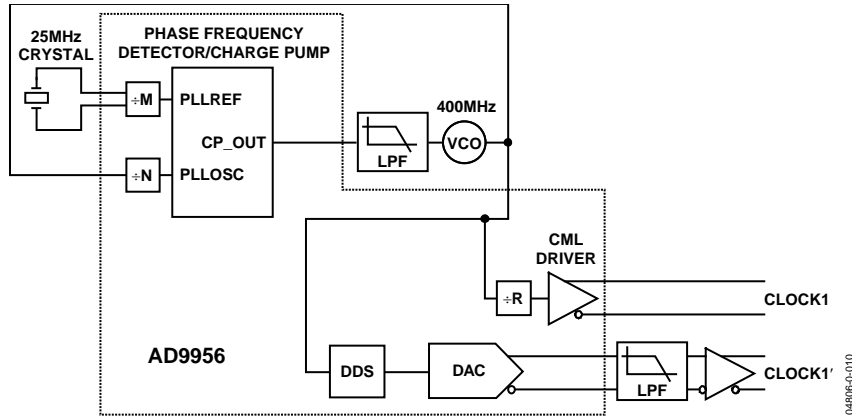 25MHz
CRYSTAL
PHASE FREQUENCY
DETECTOR/CHARGE PUMP
÷M
PLLREF
400MHz
CP_OUT
VCO
LPF
÷N
PLLOSC
CML
DRIVER
÷R
CLOCK1
AD9956
DDS
DAC
LPF
CLOCK1′
04806-0-010